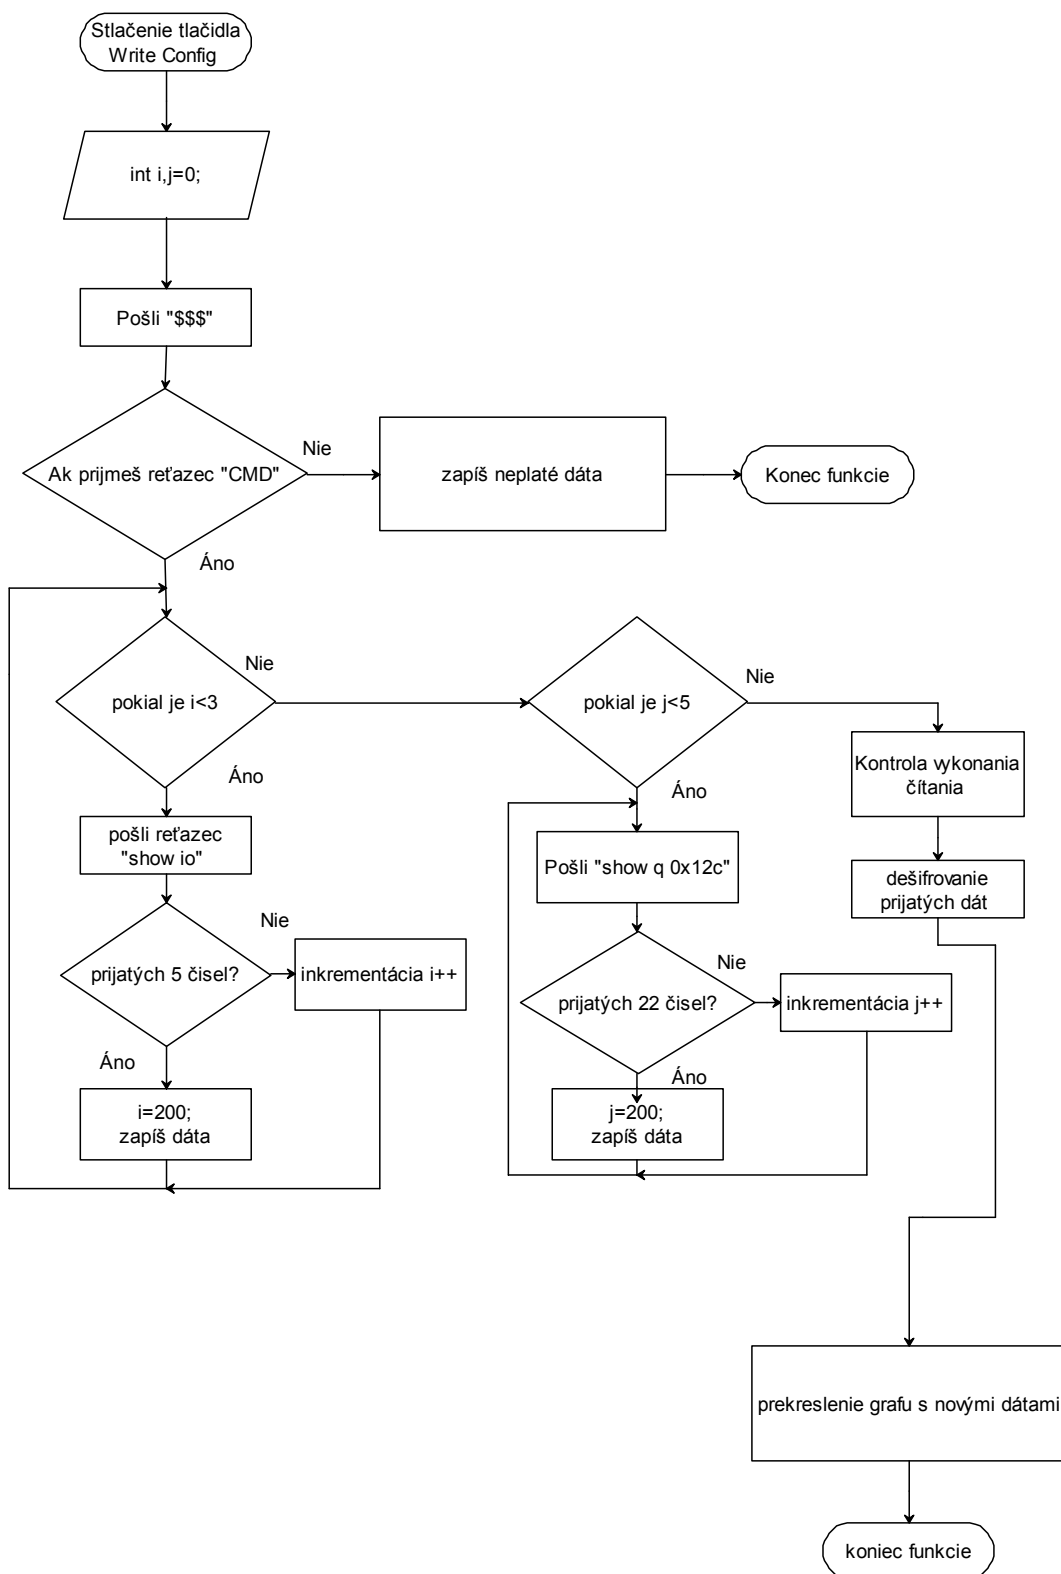 Stlačenie tlačidla
Write Config
int i,j=0;
Pošli "$$$"
Ak prijmeš reťazec "CMD"
Nie
zapíš neplaté dáta
Konec funkcie
Áno
pokial je i<3
Nie
pokial je j<5
Nie
Áno
pošli reťazec
"show io"
Áno
Pošli "show q 0x12c"
Kontrola vykonania
čítania
dešifrovanie
prijatých dát
prijatých 5 čisel?
Nie
inkrementácia i++
prijatých 22 čisel?
Nie
inkrementácia j++
Áno
i=200;
zapíš dáta
Áno
j=200;
zapíš dáta
prekreslenie grafu s novými dátami
koniec funkcie